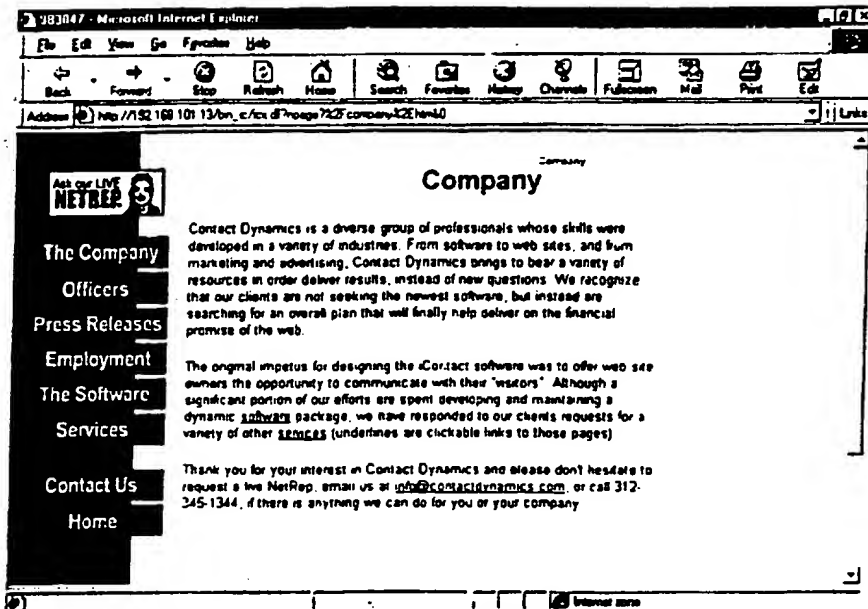 983047 - Microsoft Internet Explorer
File Edit View Go Favorites Help
Back Forward Stop Refresh Home Search Favorites History Channels Fullscreen Mail Print Edit
Address Links
Company
Company
Ask our LIVE
NETREP.
The Company
Officers
Press Releases
Employment
The Software
Services
Contact Us
Home
Contact Dynamics is a diverse group of professionals whose skills were
developed in a variety of industries. From software to web sites, and from
marketing and advertising, Contact Dynamics brings to bear a variety of
resources in order deliver results, instead of new questions. We recognize
that our clients are not seeking the newest software, but instead are
searching for an overall plan that will finally help deliver on the financial
promise of the web.
The original impetus for designing the iContact software was to offer web site
owners the opportunity to communicate with their "visitors". Although a
significant portion of our efforts are spent developing and maintaining a
dynamic software package, we have responded to our clients requests for a
variety of other services (underlines are clickable links to those pages)
Thank you for your interest in Contact Dynamics and please don't hesitate to
request a live NetRep, email us at info@contactdynamics.com, or call 312-
345-1344, if there is anything we can do for you or your company
Internet zone